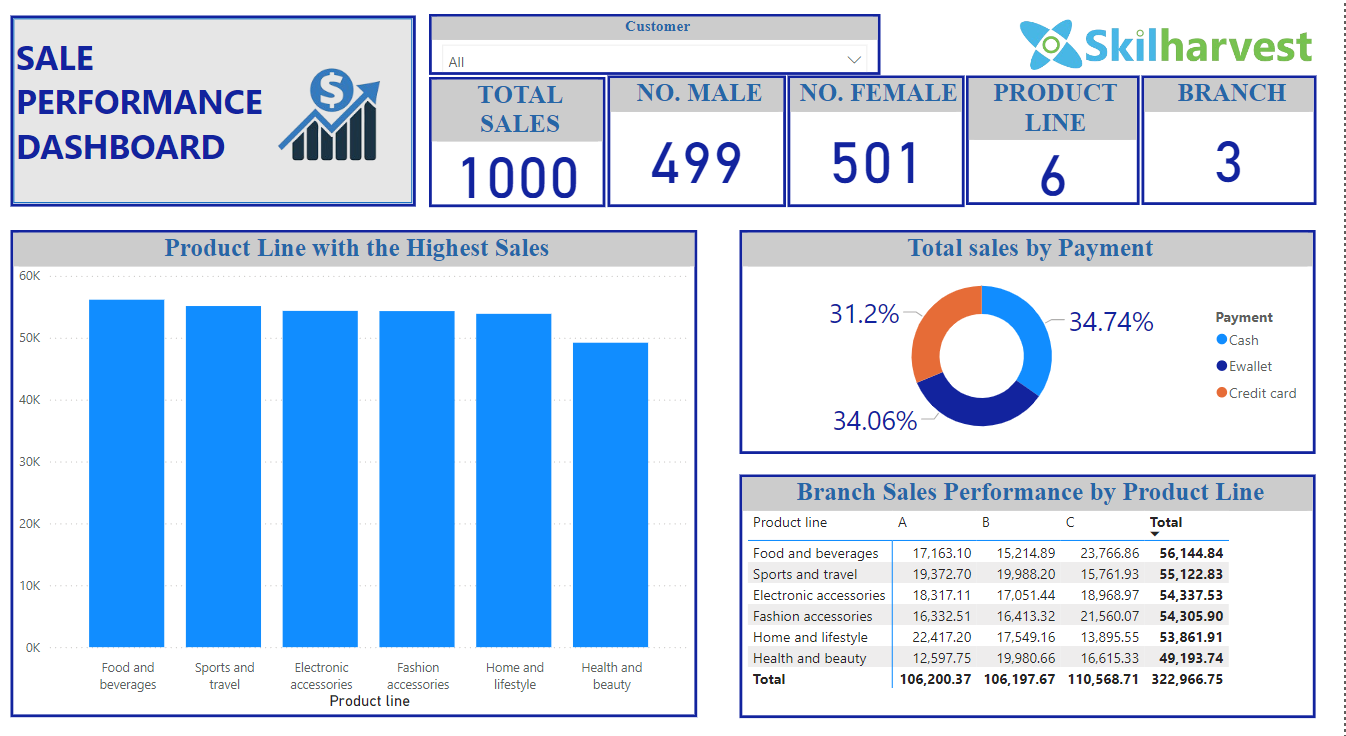 SALE
PERFORMANCE
DASHBOARD
$
Customer
All
Skilharvest
TOTAL
SALES
1000
NO. MALE
499
NO. FEMALE
501
PRODUCT
LINE
6
BRANCH
3
Product Line with the Highest Sales
60K
50K
40K
30K
20K
10K
0K
Food and
beverages
Sports and
travel
Electronic
accessories
Fashion
accessories
Home and
lifestyle
Health and
beauty
Product line
Total sales by Payment
31.2%
34.74%
34.06%
Payment
Cash
Ewallet
Credit card
Branch Sales Performance by Product Line
Product line A B C Total
Food and beverages 17,163.10 15,214.89 23,766.86 56,144.84
Sports and travel 19,372.70 19,988.20 15,761.93 55,122.83
Electronic accessories 18,317.11 17,051.44 18,968.97 54,337.53
Fashion accessories 16,332.51 16,413.32 21,560.07 54,305.90
Home and lifestyle 22,417.20 17,549.16 13,895.55 53,861.91
Health and beauty 12,597.75 19,980.66 16,615.33 49,193.74
Total 106,200.37 106,197.67 110,568.71 322,966.75